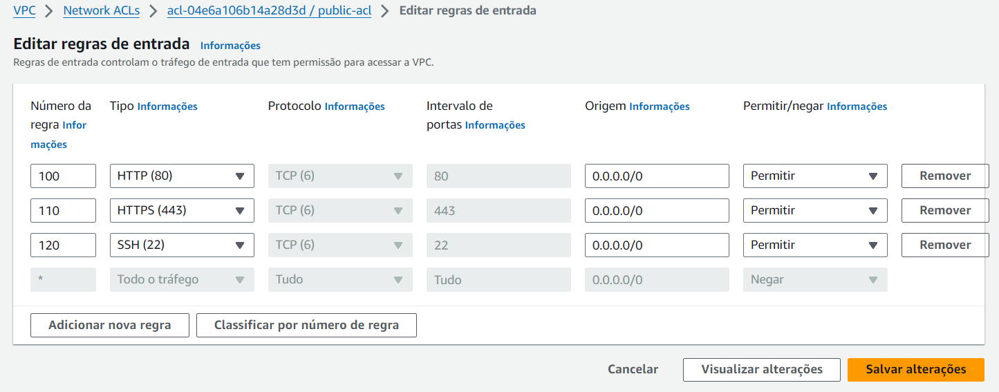 VPC > Network ACLs > acl-04e6a106b14a28d3d / public-acl > Editar regras de entrada
Editar regras de entrada Informações
Regras de entrada controlam o tráfego de entrada que tem permissão para acessar a VPC.
Número da regra Infor mações Tipo Informações Protocolo Informações Intervalo de portas Informações Origem Informações Permitir/negar Informações
100 HTTP (80) TCP (6) 80 0.0.0.0/0 Permitir Remover
110 HTTPS (443) TCP (6) 443 0.0.0.0/0 Permitir Remover
120 SSH (22) TCP (6) 22 0.0.0.0/0 Permitir Remover
* Todo o tráfego Tudo Tudo 0.0.0.0/0 Negar
Adicionar nova regra Classificar por número de regra
Cancelar Visualizar alterações Salvar alterações